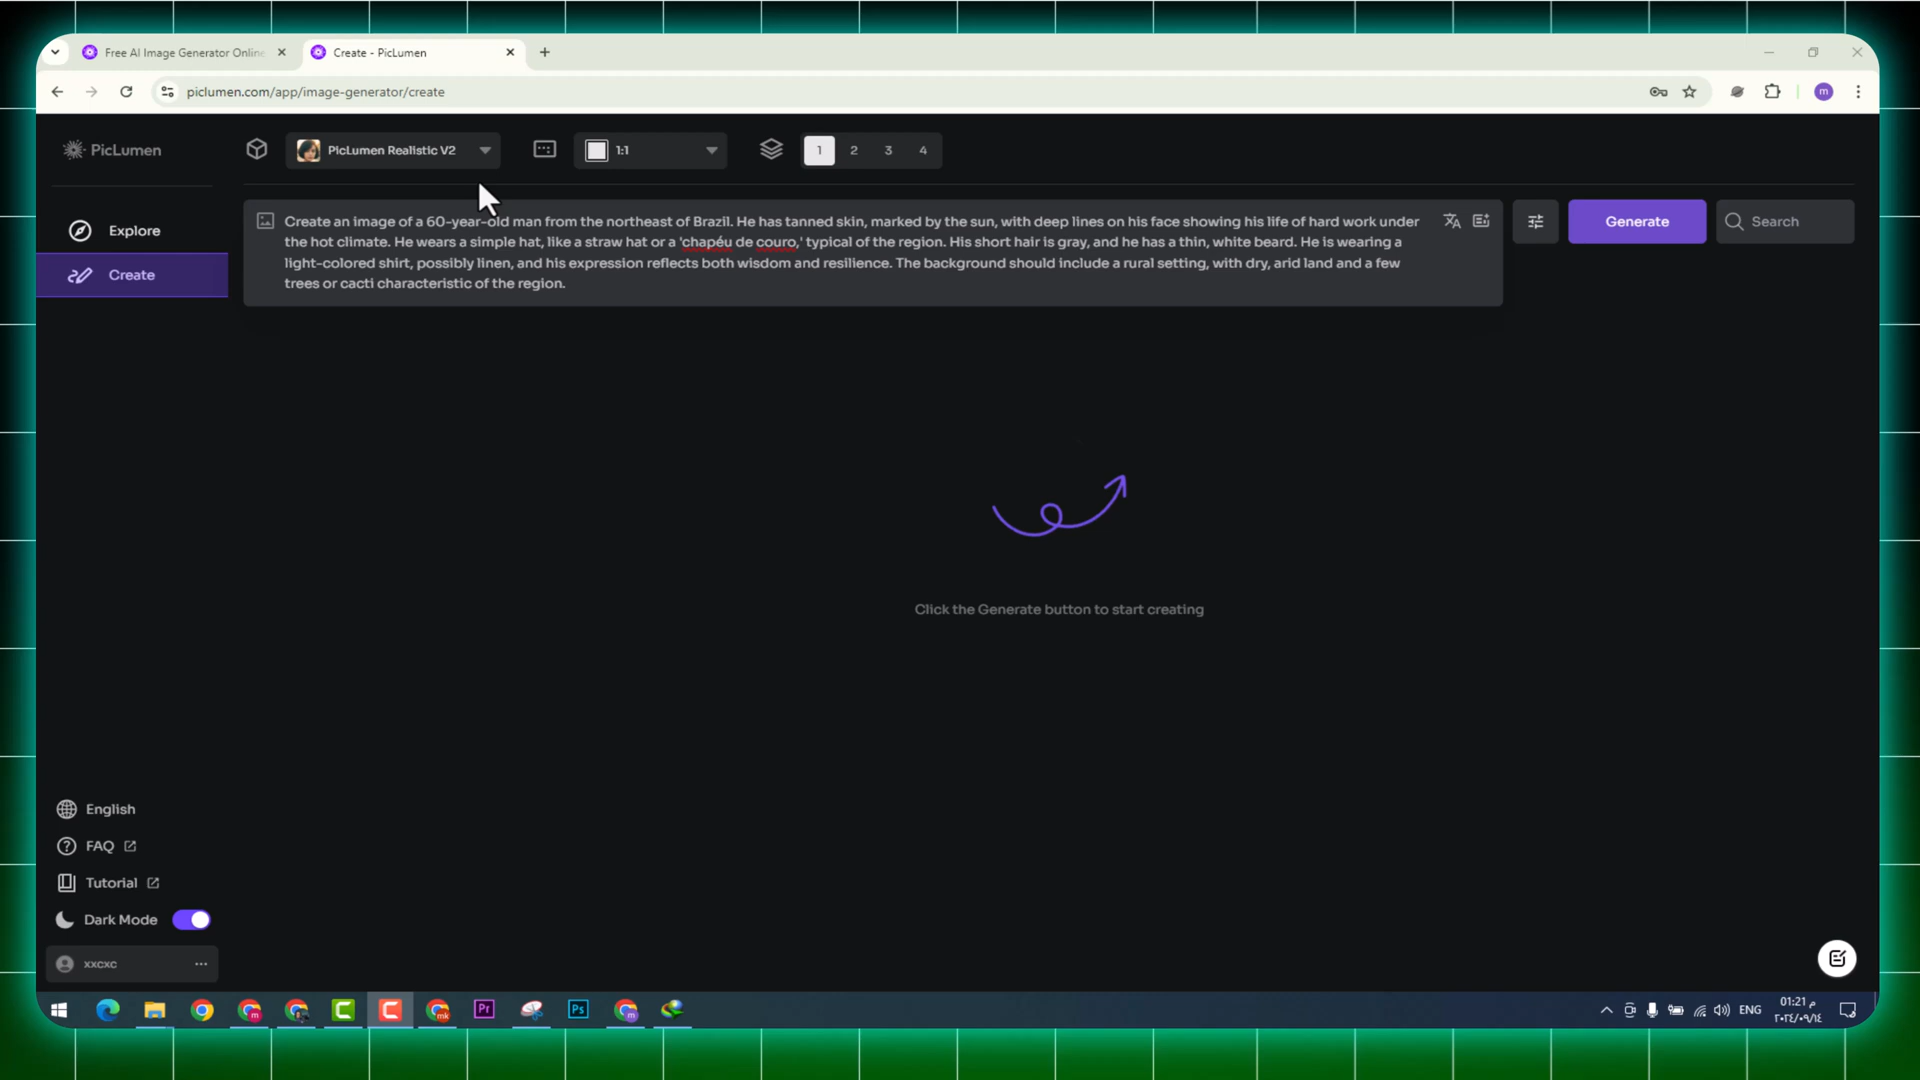 Free AI Image Generator Online
Create - PicLumen
piclumen.com/app/image-generator/create
m
PicLumen
PicLumen Realistic V2
1:1
1 2 3 4
Explore
Create
Create an image of a 60-year-old man from the northeast of Brazil. He has tanned skin, marked by the sun, with deep lines on his face showing his life of hard work under
the hot climate. He wears a simple hat, like a straw hat or a 'chapéu de couro,' typical of the region. His short hair is gray, and he has a thin, white beard. He is wearing a
light-colored shirt, possibly linen, and his expression reflects both wisdom and resilience. The background should include a rural setting, with dry, arid land and a few
trees or cacti characteristic of the region.
Generate
Search
Click the Generate button to start creating
English
FAQ
Tutorial
Dark Mode
xxcxc
...
m
mk
Pr
Ps
m
ENG
01:21 م
٢٠٢٤/٠٩/١٤